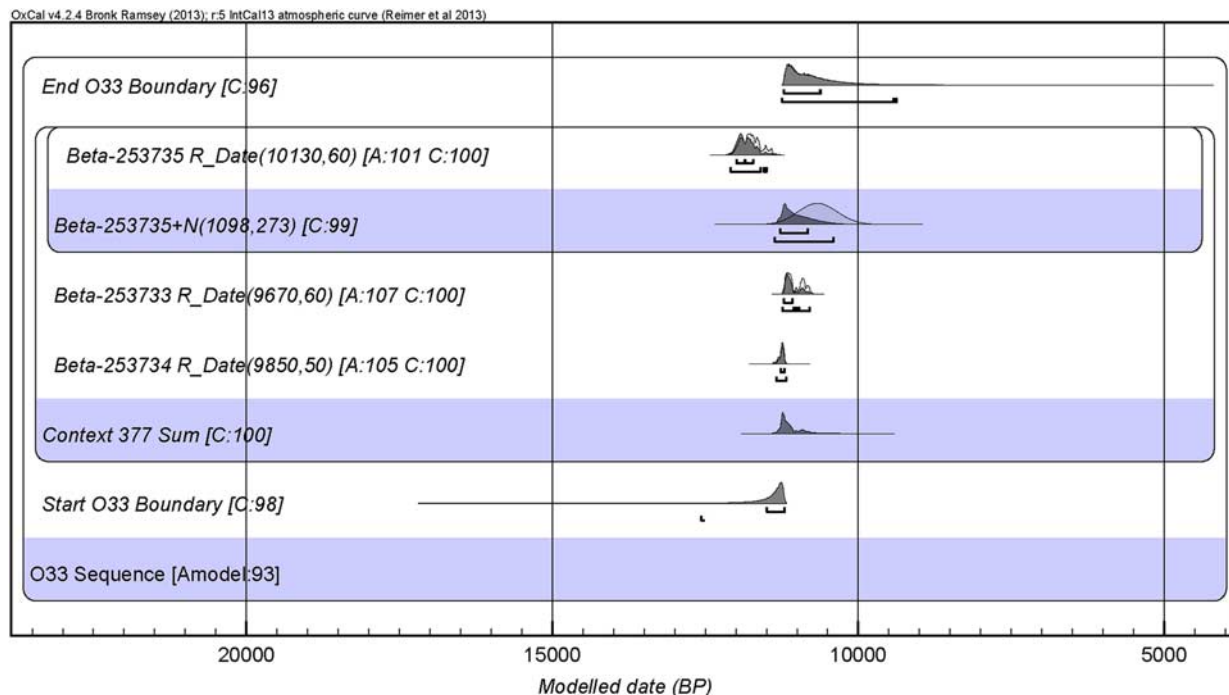 OxCal v4.2.4 Bronk Ramsey (2013); r:5 IntCal13 atmospheric curve (Reimer et al 2013)
End O33 Boundary [C:96]
Beta-253735 R_Date(10130,60) [A:101 C:100]
Beta-253735+N(1098,273) [C:99]
Beta-253733 R_Date(9670,60) [A:107 C:100]
Beta-253734 R_Date(9850,50) [A:105 C:100]
Context 377 Sum [C:100]
Start O33 Boundary [C:98]
O33 Sequence [Amodel:93]
20000 15000 10000 5000
Modelled date (BP)